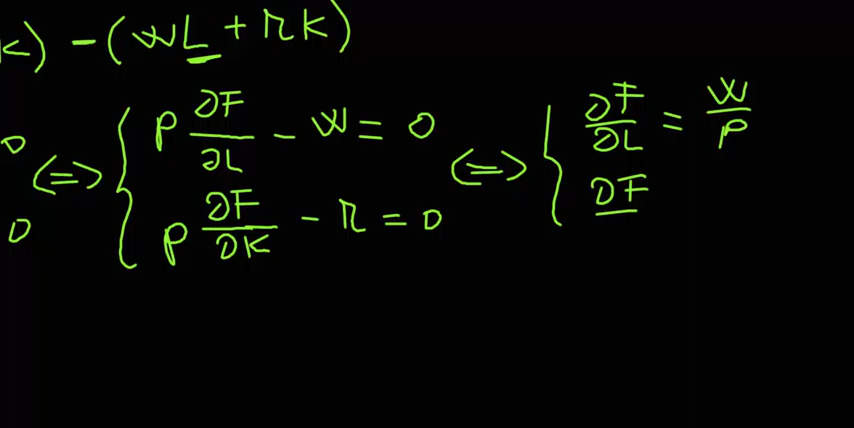 K) - (WL + rK)
0 <=> { P ∂F/∂L - W = 0 <=> { ∂F/∂L = W/P
0 { P ∂F/∂K - r = 0 { ∂F